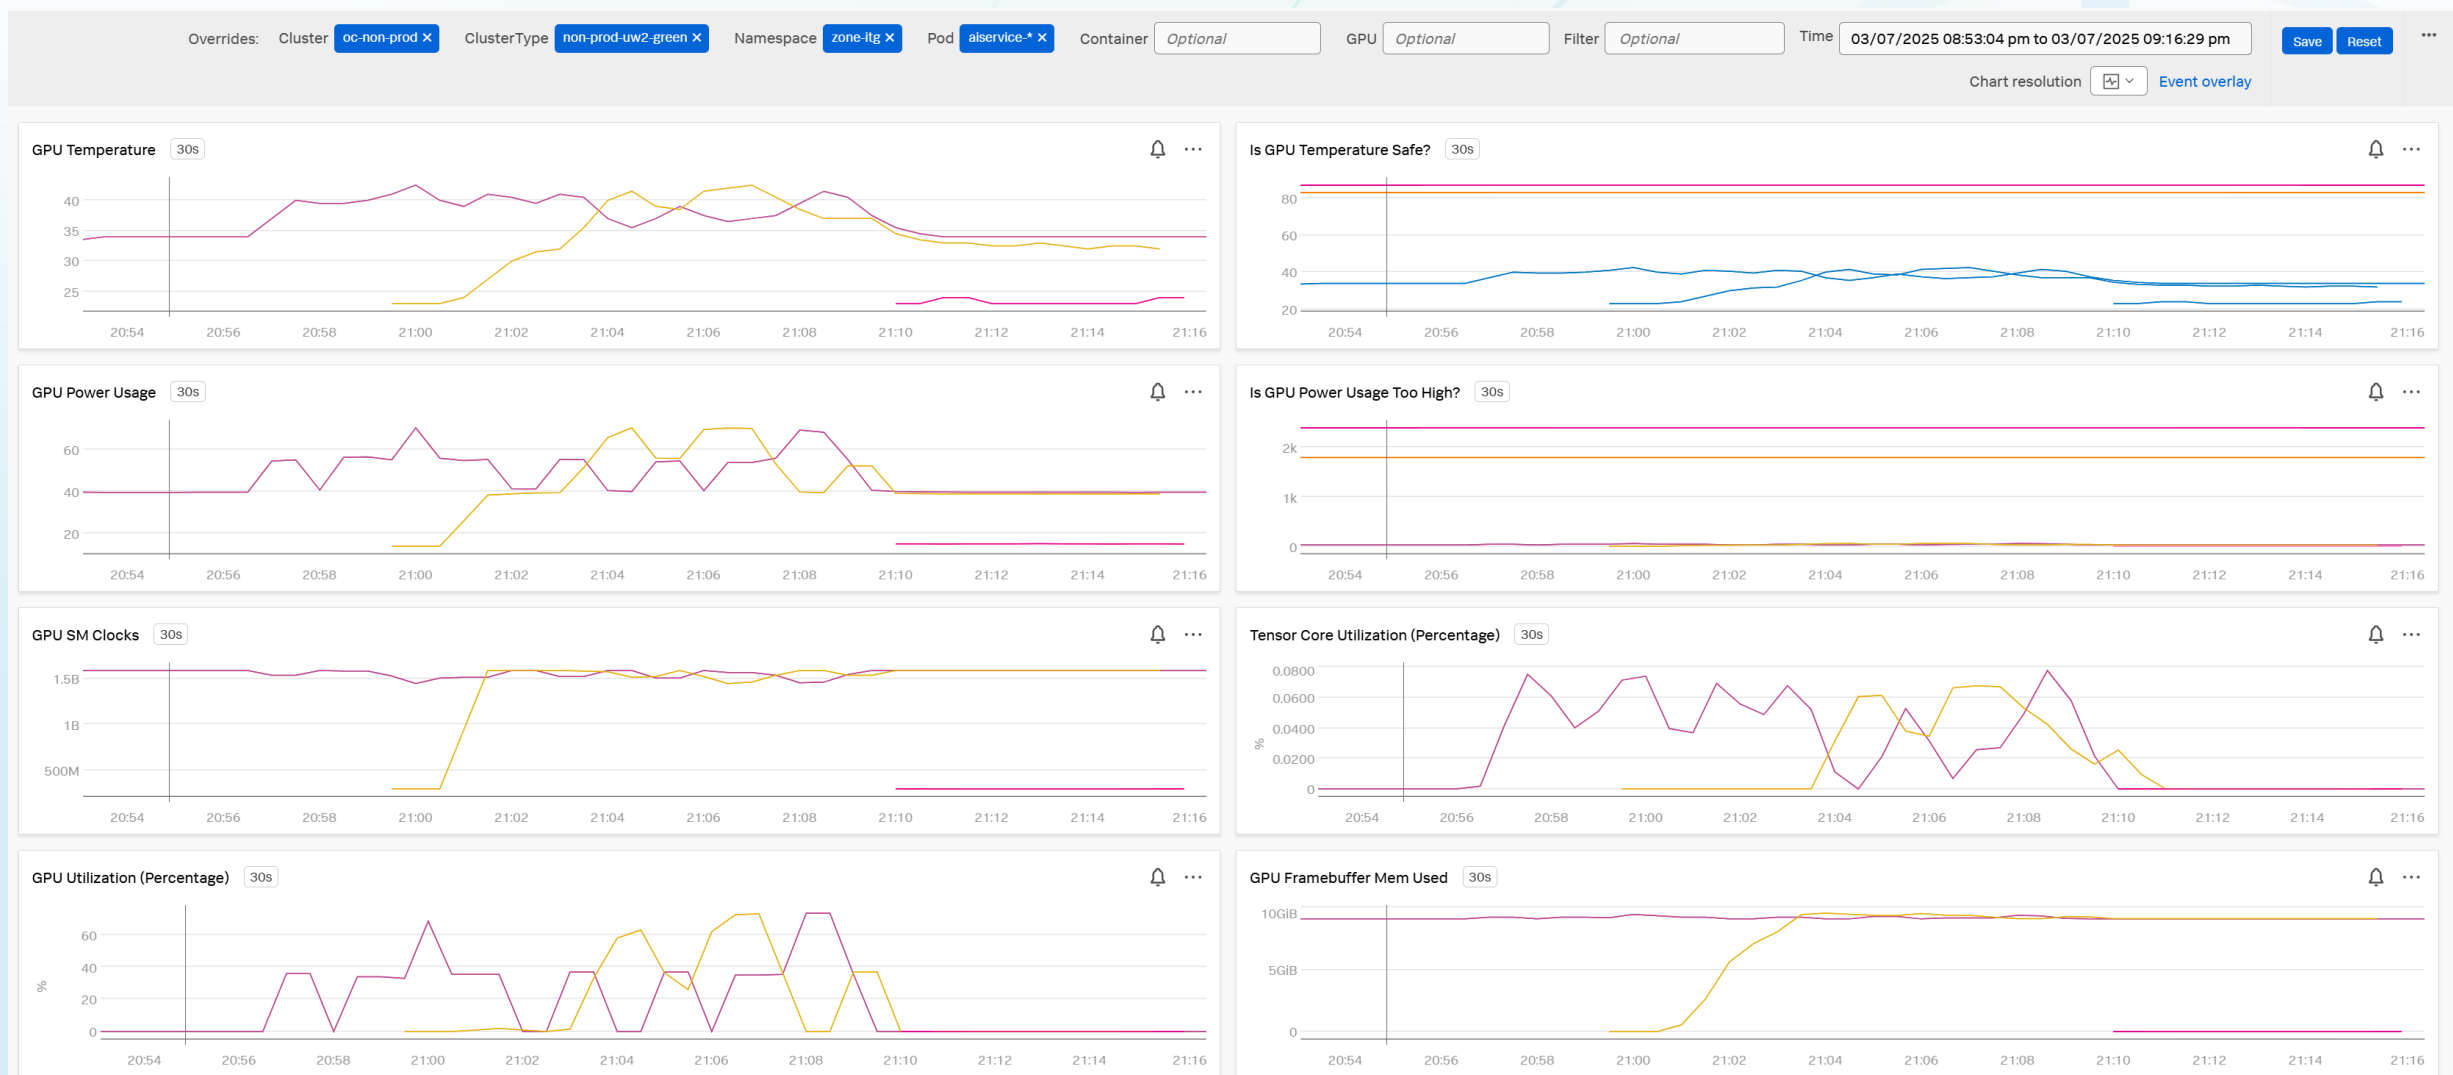 Overrides: Cluster oc-non-prod × ClusterType non-prod-uw2-green × Namespace zone-itg × Pod aiservice-* × Container Optional GPU Optional Filter Optional Time 03/07/2025 08:53:04 pm to 03/07/2025 09:16:29 pm Save Reset ...
Chart resolution Event overlay
GPU Temperature 30s ...
40
35
30
25
20:54 20:56 20:58 21:00 21:02 21:04 21:06 21:08 21:10 21:12 21:14 21:16
Is GPU Temperature Safe? 30s ...
80
60
40
20
20:54 20:56 20:58 21:00 21:02 21:04 21:06 21:08 21:10 21:12 21:14 21:16
GPU Power Usage 30s ...
60
40
20
20:54 20:56 20:58 21:00 21:02 21:04 21:06 21:08 21:10 21:12 21:14 21:16
Is GPU Power Usage Too High? 30s ...
2k
1k
0
20:54 20:56 20:58 21:00 21:02 21:04 21:06 21:08 21:10 21:12 21:14 21:16
GPU SM Clocks 30s ...
1.5B
1B
500M
20:54 20:56 20:58 21:00 21:02 21:04 21:06 21:08 21:10 21:12 21:14 21:16
Tensor Core Utilization (Percentage) 30s ...
0.0800
0.0600
0.0400
%
0.0200
0
20:54 20:56 20:58 21:00 21:02 21:04 21:06 21:08 21:10 21:12 21:14 21:16
GPU Utilization (Percentage) 30s ...
60
40
%
20
0
20:54 20:56 20:58 21:00 21:02 21:04 21:06 21:08 21:10 21:12 21:14 21:16
GPU Framebuffer Mem Used 30s ...
10GiB
5GiB
0
20:54 20:56 20:58 21:00 21:02 21:04 21:06 21:08 21:10 21:12 21:14 21:16